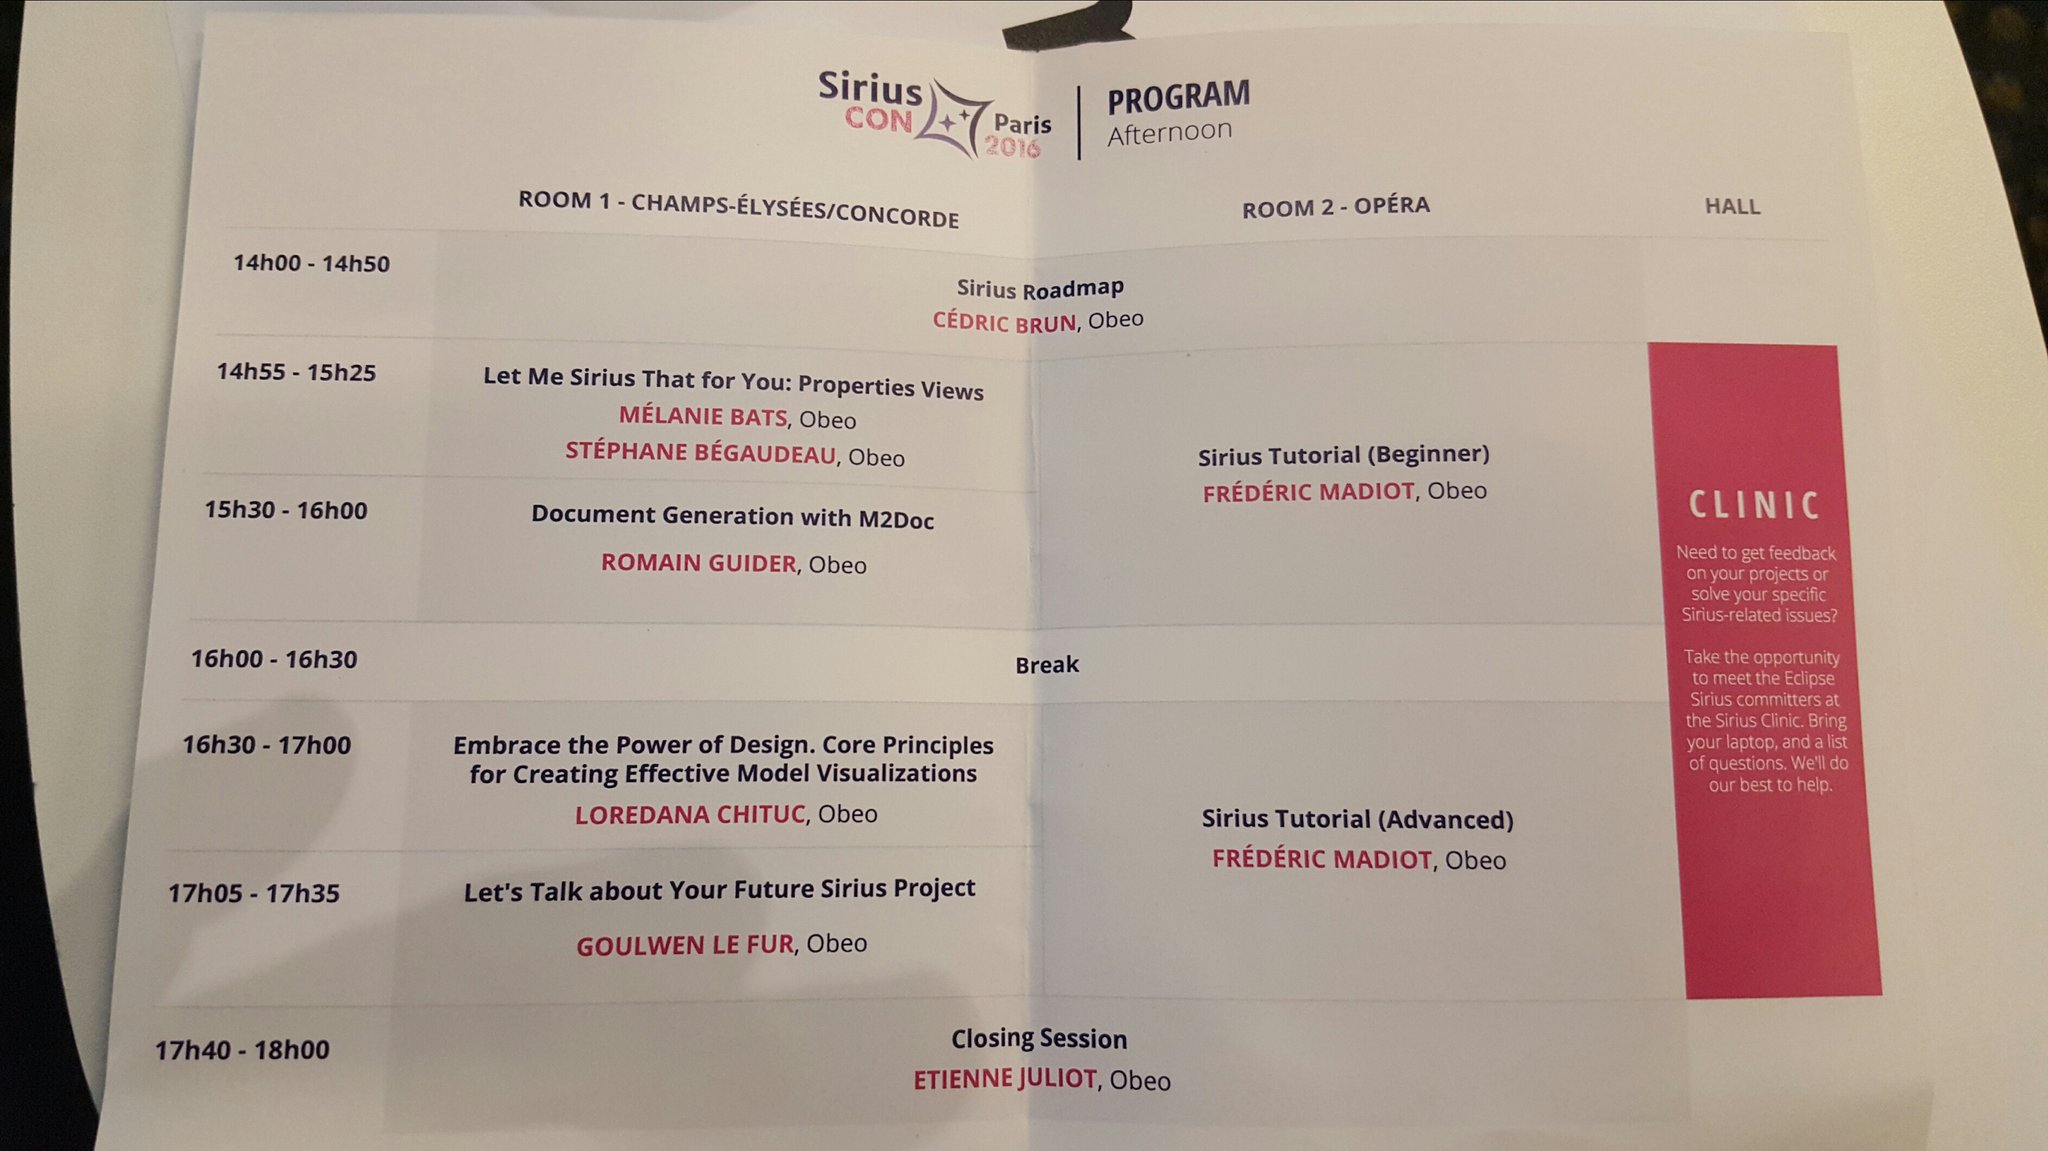 Sirius
CON
Paris
2016
PROGRAM
Afternoon
ROOM 1 - CHAMPS-ÉLYSÉES/CONCORDE
ROOM 2 - OPÉRA
HALL
14h00 - 14h50
Sirius Roadmap
CÉDRIC BRUN, Obeo
14h55 - 15h25
Let Me Sirius That for You: Properties Views
MÉLANIE BATS, Obeo
STÉPHANE BÉGAUDEAU, Obeo
Sirius Tutorial (Beginner)
FRÉDÉRIC MADIOT, Obeo
15h30 - 16h00
Document Generation with M2Doc
ROMAIN GUIDER, Obeo
16h00 - 16h30
Break
16h30 - 17h00
Embrace the Power of Design. Core Principles
for Creating Effective Model Visualizations
LOREDANA CHITUC, Obeo
Sirius Tutorial (Advanced)
FRÉDÉRIC MADIOT, Obeo
17h05 - 17h35
Let's Talk about Your Future Sirius Project
GOULWEN LE FUR, Obeo
17h40 - 18h00
Closing Session
ETIENNE JULIOT, Obeo
CLINIC
Need to get feedback
on your projects or
solve your specific
Sirius-related issues?
Take the opportunity
to meet the Eclipse
Sirius committers at
the Sirius Clinic. Bring
your laptop, and a list
of questions. We'll do
our best to help.